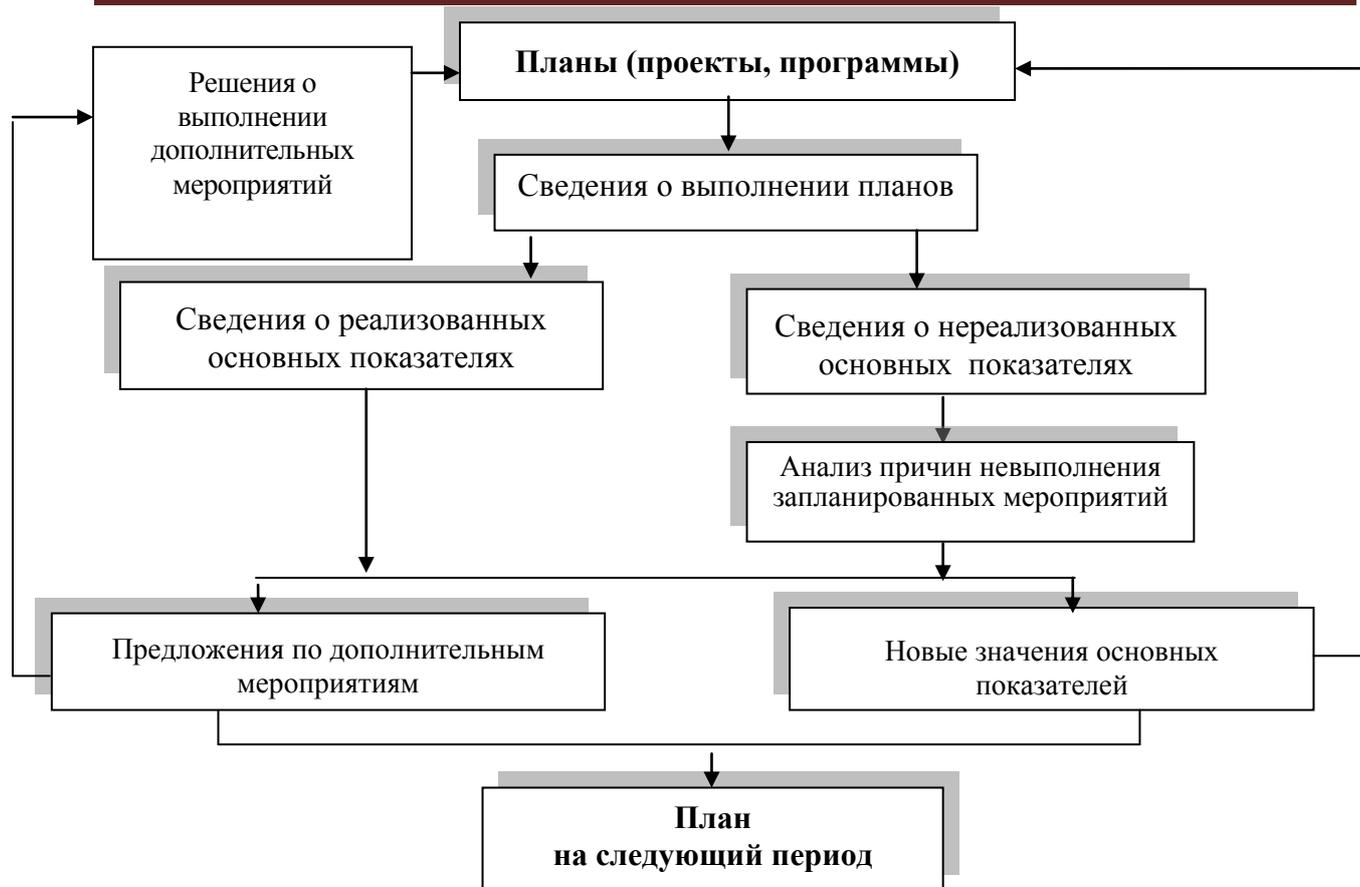 Планы (проекты, программы)
Решения о
выполнении
дополнительных
мероприятий
Сведения о выполнении планов
Сведения о реализованных
основных показателях
Сведения о нереализованных
основных показателях
Анализ причин невыполнения
запланированных мероприятий
Предложения по дополнительным
мероприятиям
Новые значения основных
показателей
План
на следующий период